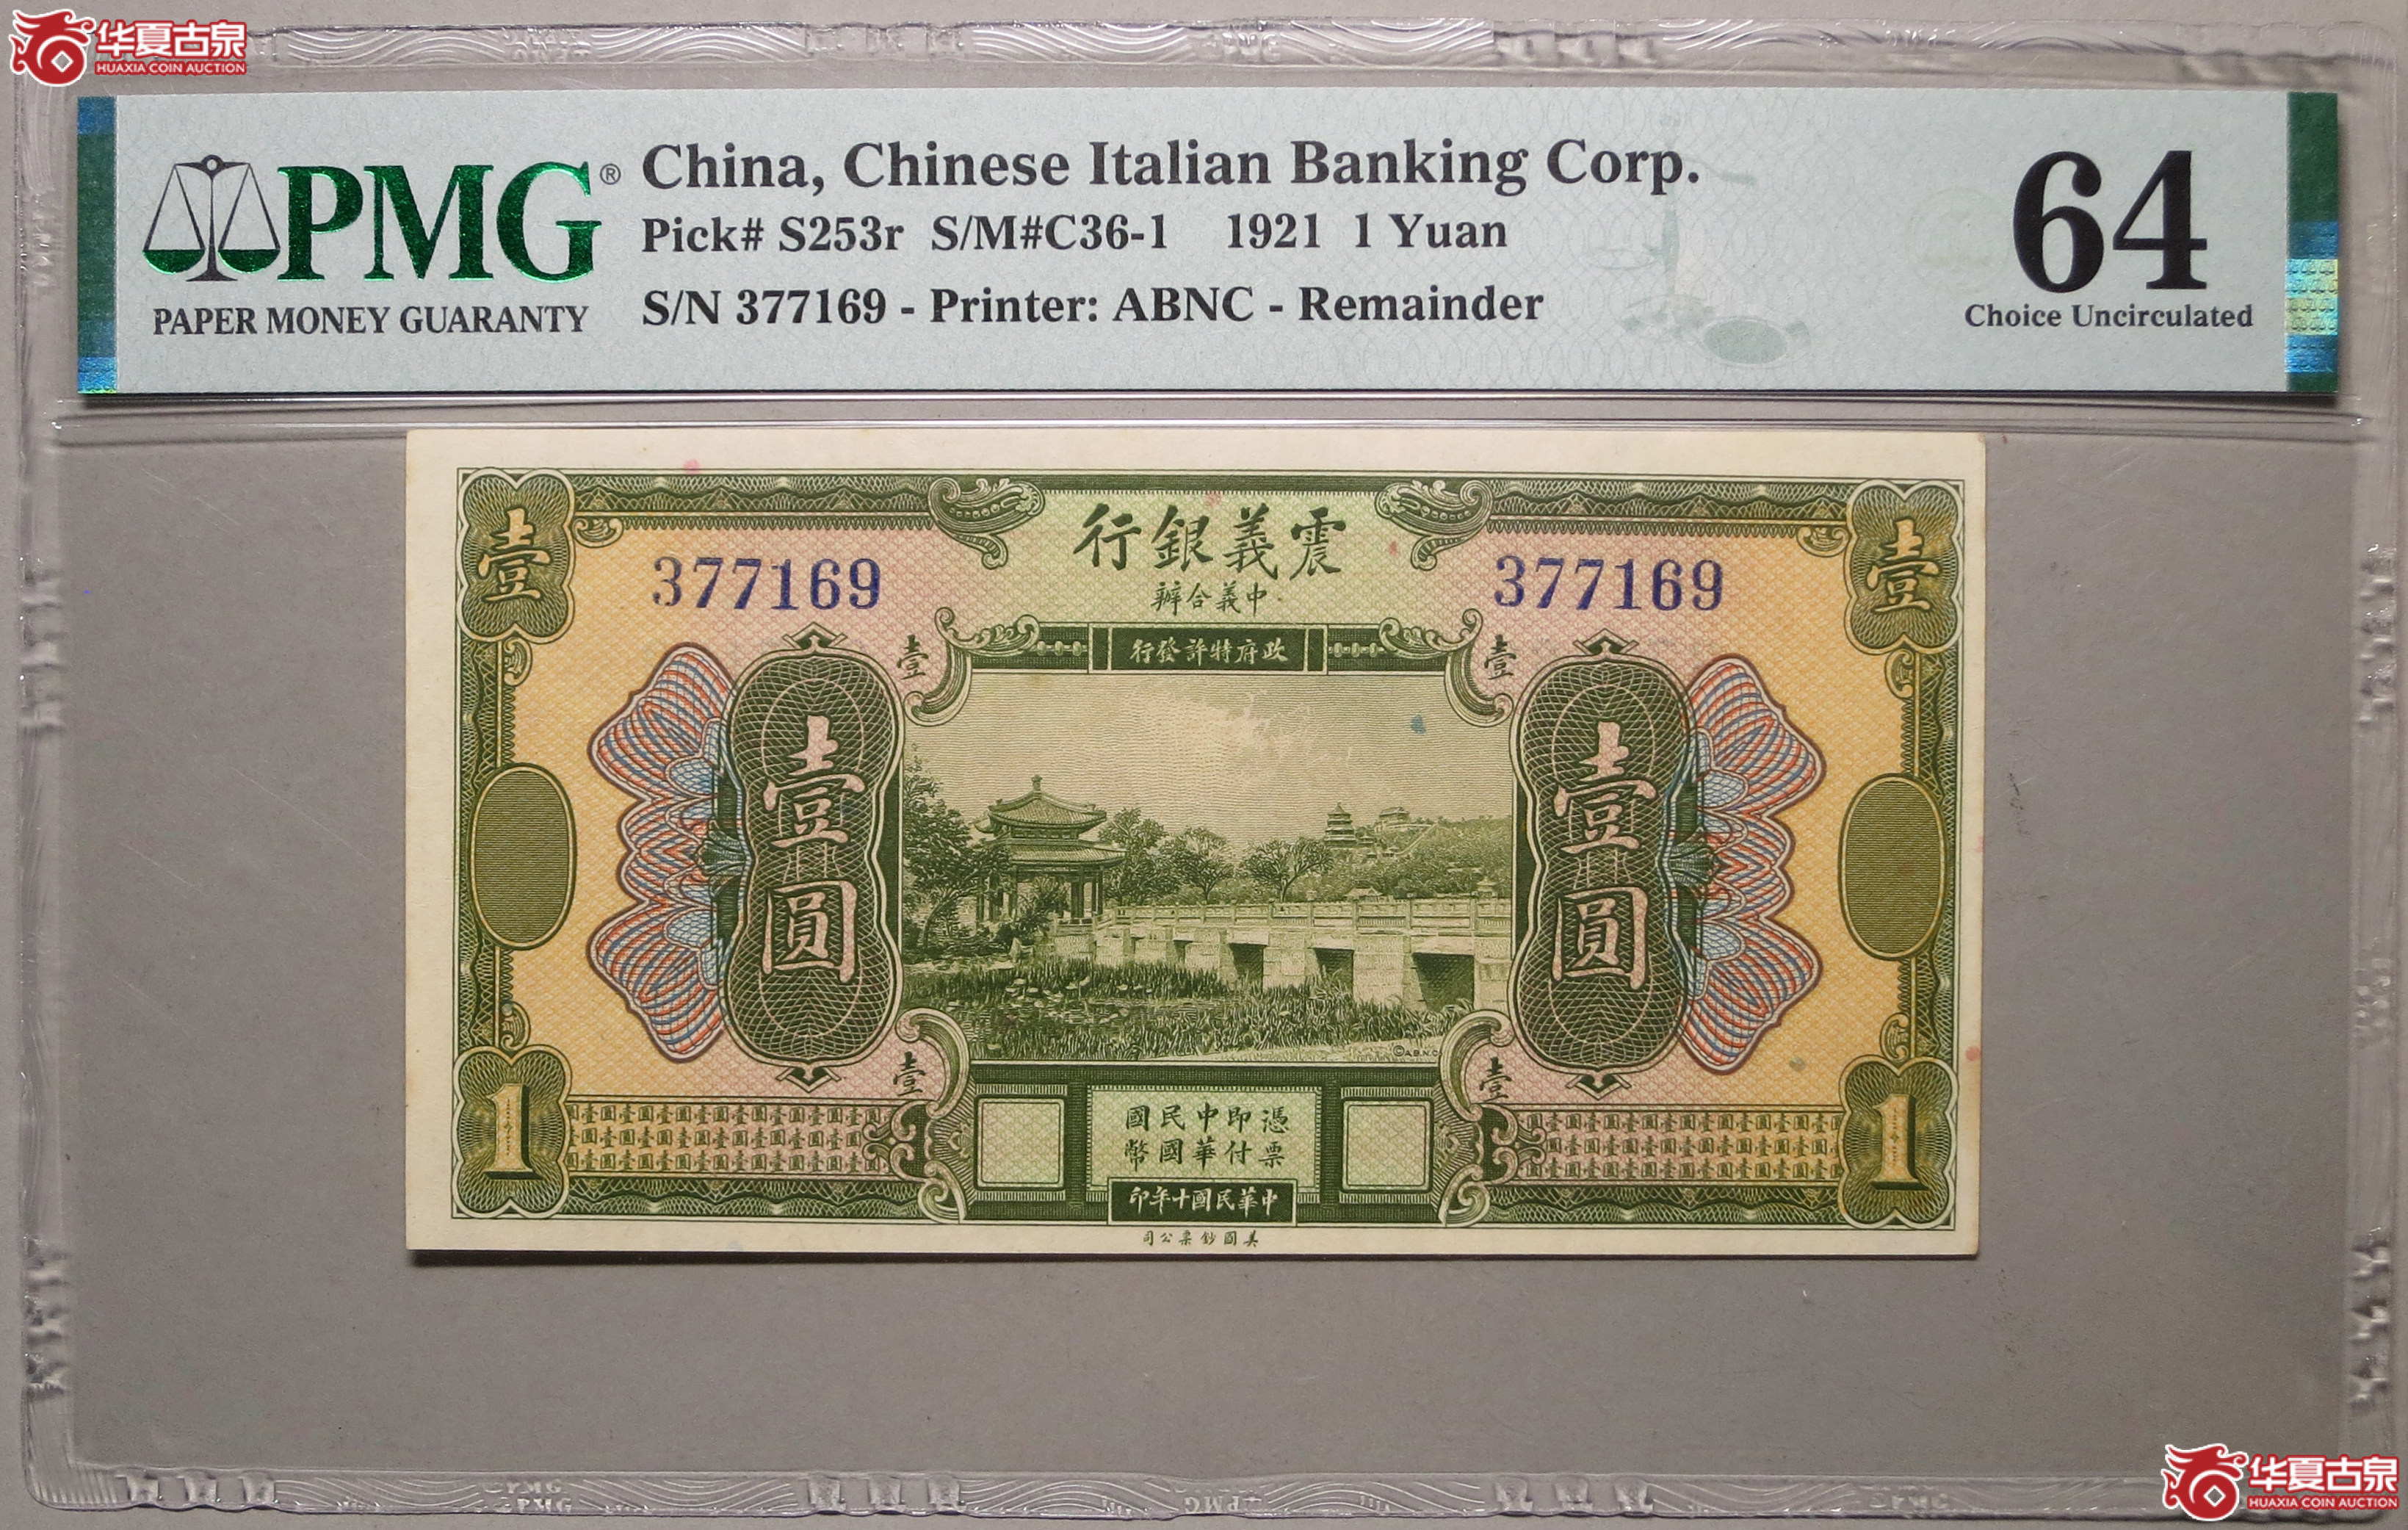 华夏古泉
HUAXIA COIN AUCTION
PMG®
PAPER MONEY GUARANTY
China, Chinese Italian Banking Corp.
Pick# S253r S/M#C36-1 1921 1 Yuan
S/N 377169 - Printer: ABNC - Remainder
64
Choice Uncirculated
壹
震義銀行
壹
377169
中義合辦
377169
政府特許發行
壹
壹
壹圓
壹圓
©A.B.N.Co
壹
壹
1
憑票
即付
中華
民國
國幣
1
中華民國十年印
美國鈔票公司
华夏古泉
HUAXIA COIN AUCTION